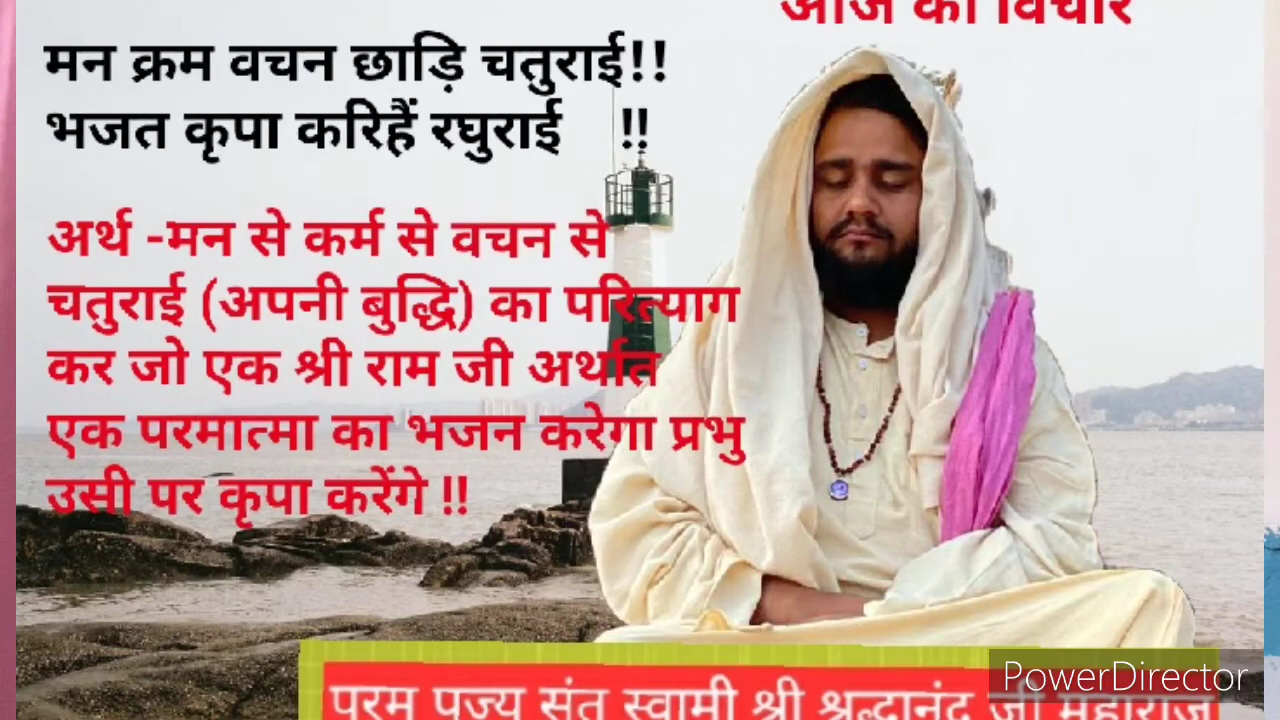 आज का विचार
मन क्रम वचन छाड़ि चतुराई!!
भजत कृपा करिहैं रघुराई !!
अर्थ -मन से कर्म से वचन से
चतुराई (अपनी बुद्धि) का परित्याग
कर जो एक श्री राम जी अर्थात
एक परमात्मा का भजन करेगा प्रभु
उसी पर कृपा करेंगे !!
परम पूज्य संत स्वामी श्री श्रद्धानंद जी महाराज
PowerDirector